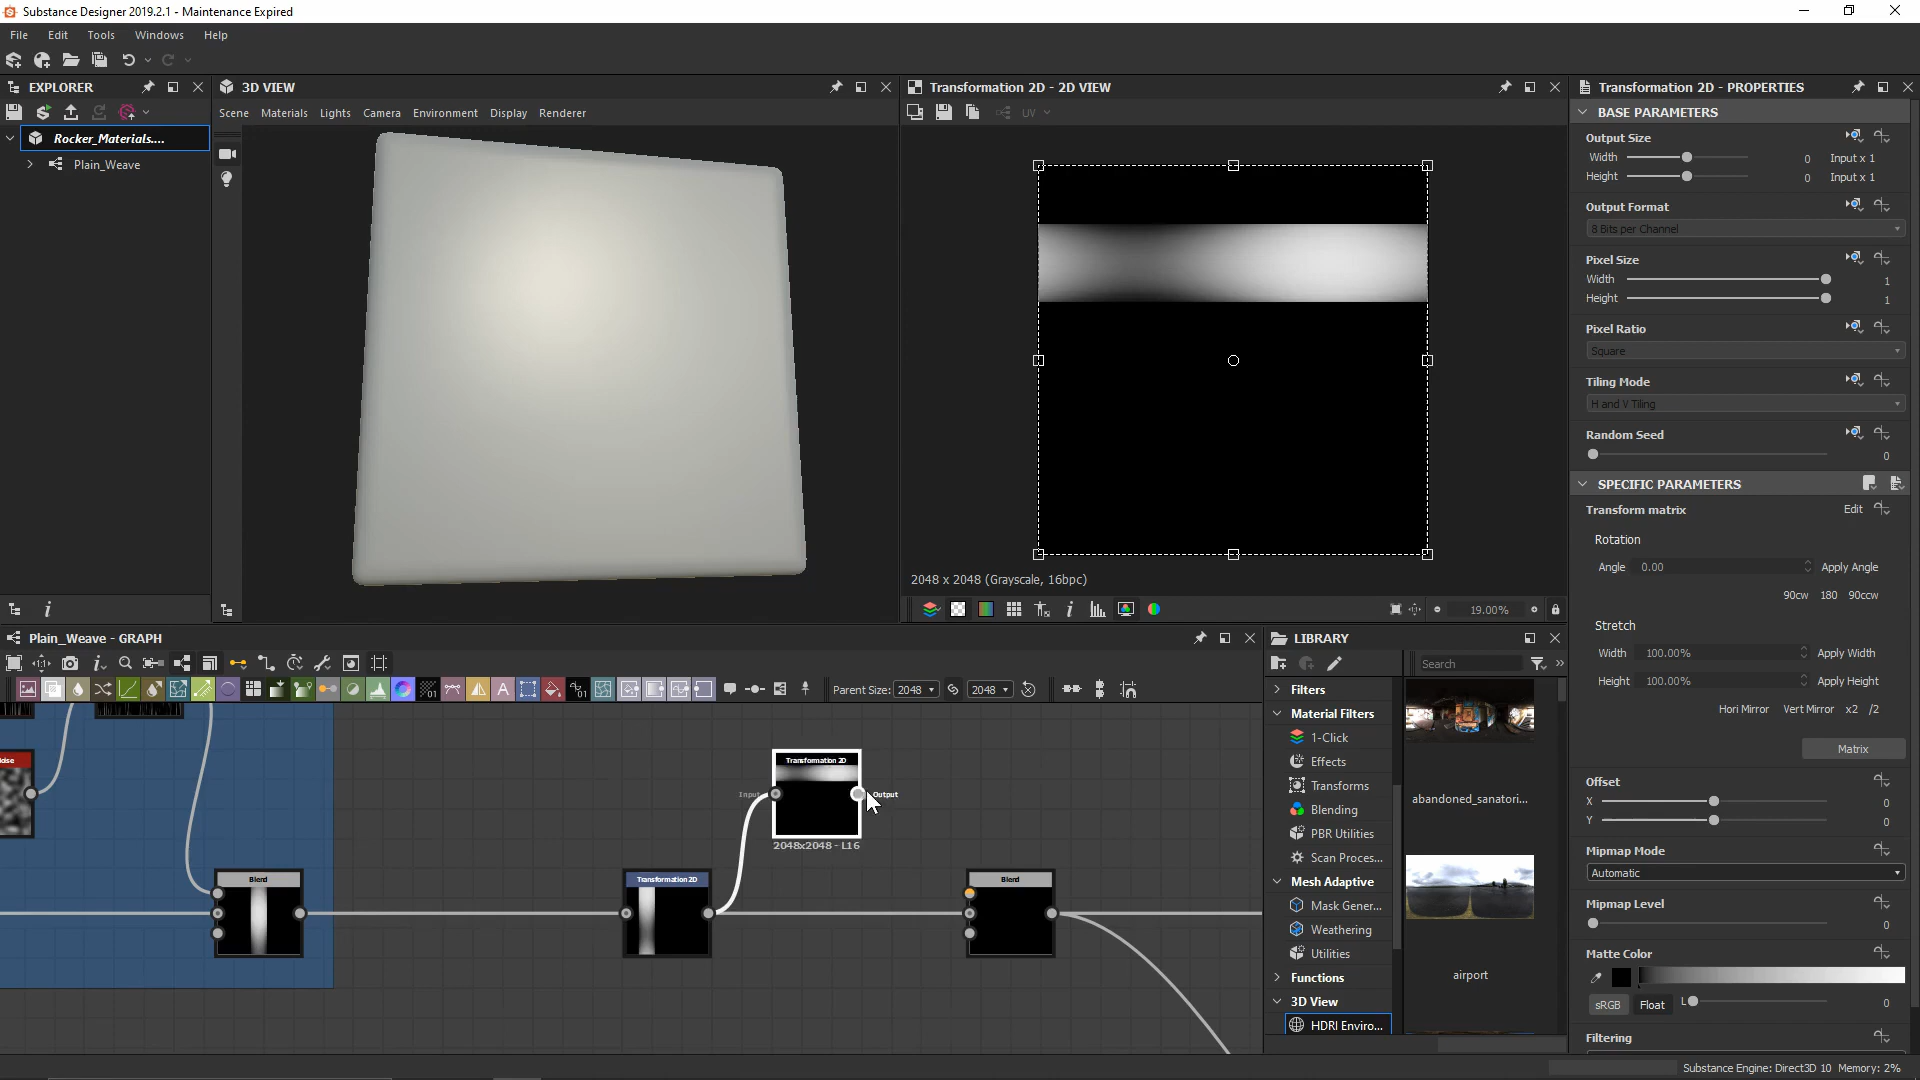 Substance Designer 2019.2.1 - Maintenance Expired
File Edit Tools Windows Help
EXPLORER
Rocker_Materials....
Plain_Weave
3D VIEW
Scene Materials Lights Camera Environment Display Renderer
Transformation 2D - 2D VIEW
UV
2048 x 2048 (Grayscale, 16bpc)
19.00%
Transformation 2D - PROPERTIES
BASE PARAMETERS
Output Size
Width 0 Input x 1
Height 0 Input x 1
Output Format
8 Bits per Channel
Pixel Size
Width 1
Height 1
Pixel Ratio
Square
Tiling Mode
H and V Tiling
Random Seed
0
SPECIFIC PARAMETERS
Transform matrix Edit
Rotation
Angle 0.00 Apply Angle
90cw 180 90ccw
Stretch
Width 100.00% Apply Width
Height 100.00% Apply Height
Hori Mirror Vert Mirror x2 /2
Matrix
Offset
X 0
Y 0
Mipmap Mode
Automatic
Mipmap Level
0
Matte Color
sRGB Float L 0
Filtering
Plain_Weave - GRAPH
Parent Size: 2048 2048
oise
Blend
Transformation 2D
Input
Output
2048x2048 - L16
Transformation 2D
Blend
LIBRARY
Search
Filters
Material Filters
1-Click
Effects
Transforms
Blending
PBR Utilities
Scan Proces...
Mesh Adaptive
Mask Gener...
Weathering
Utilities
Functions
3D View
HDRI Enviro...
abandoned_sanatori...
airport
Substance Engine: Direct3D 10 Memory: 2%